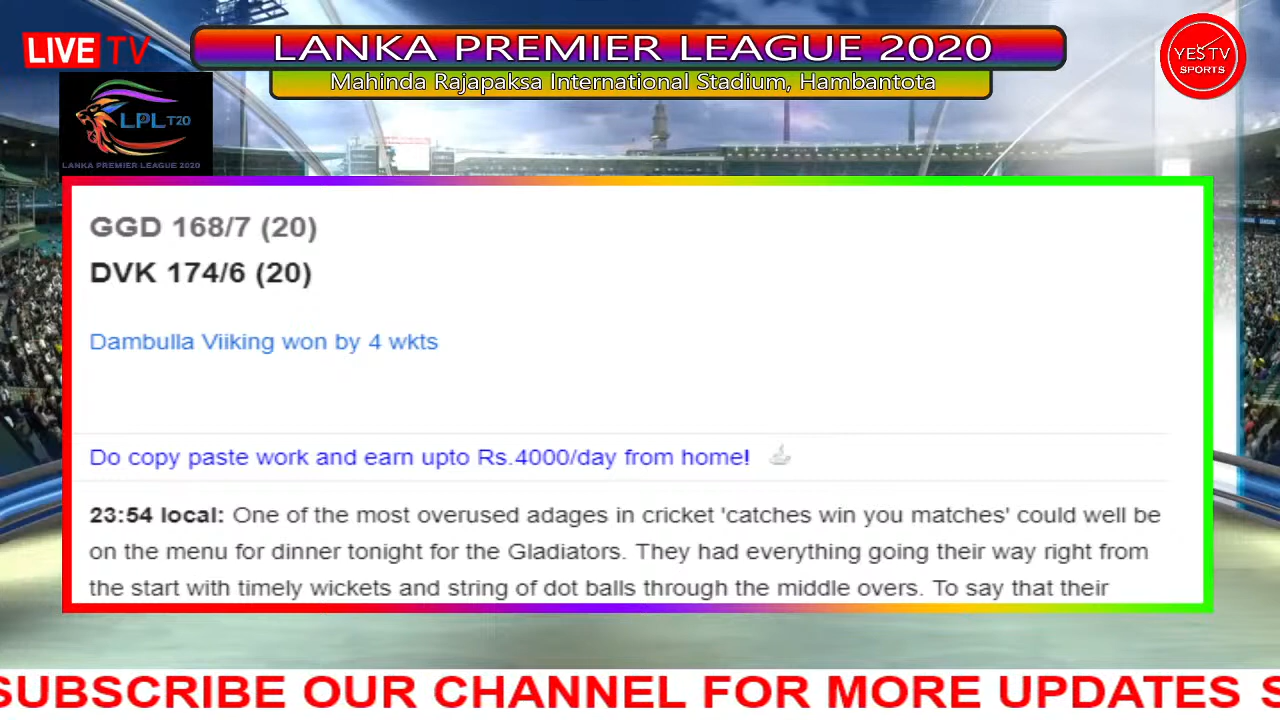 LIVE TV
LANKA PREMIER LEAGUE 2020
Mahinda Rajapaksa International Stadium, Hambantota
YES TV
SPORTS
LPL T20
LANKA PREMIER LEAGUE 2020
GGD 168/7 (20)
DVK 174/6 (20)
Dambulla Viiking won by 4 wkts
Do copy paste work and earn upto Rs.4000/day from home!
23:54 local: One of the most overused adages in cricket 'catches win you matches' could well be
on the menu for dinner tonight for the Gladiators. They had everything going their way right from
the start with timely wickets and string of dot balls through the middle overs. To say that their
SUBSCRIBE OUR CHANNEL FOR MORE UPDATES S